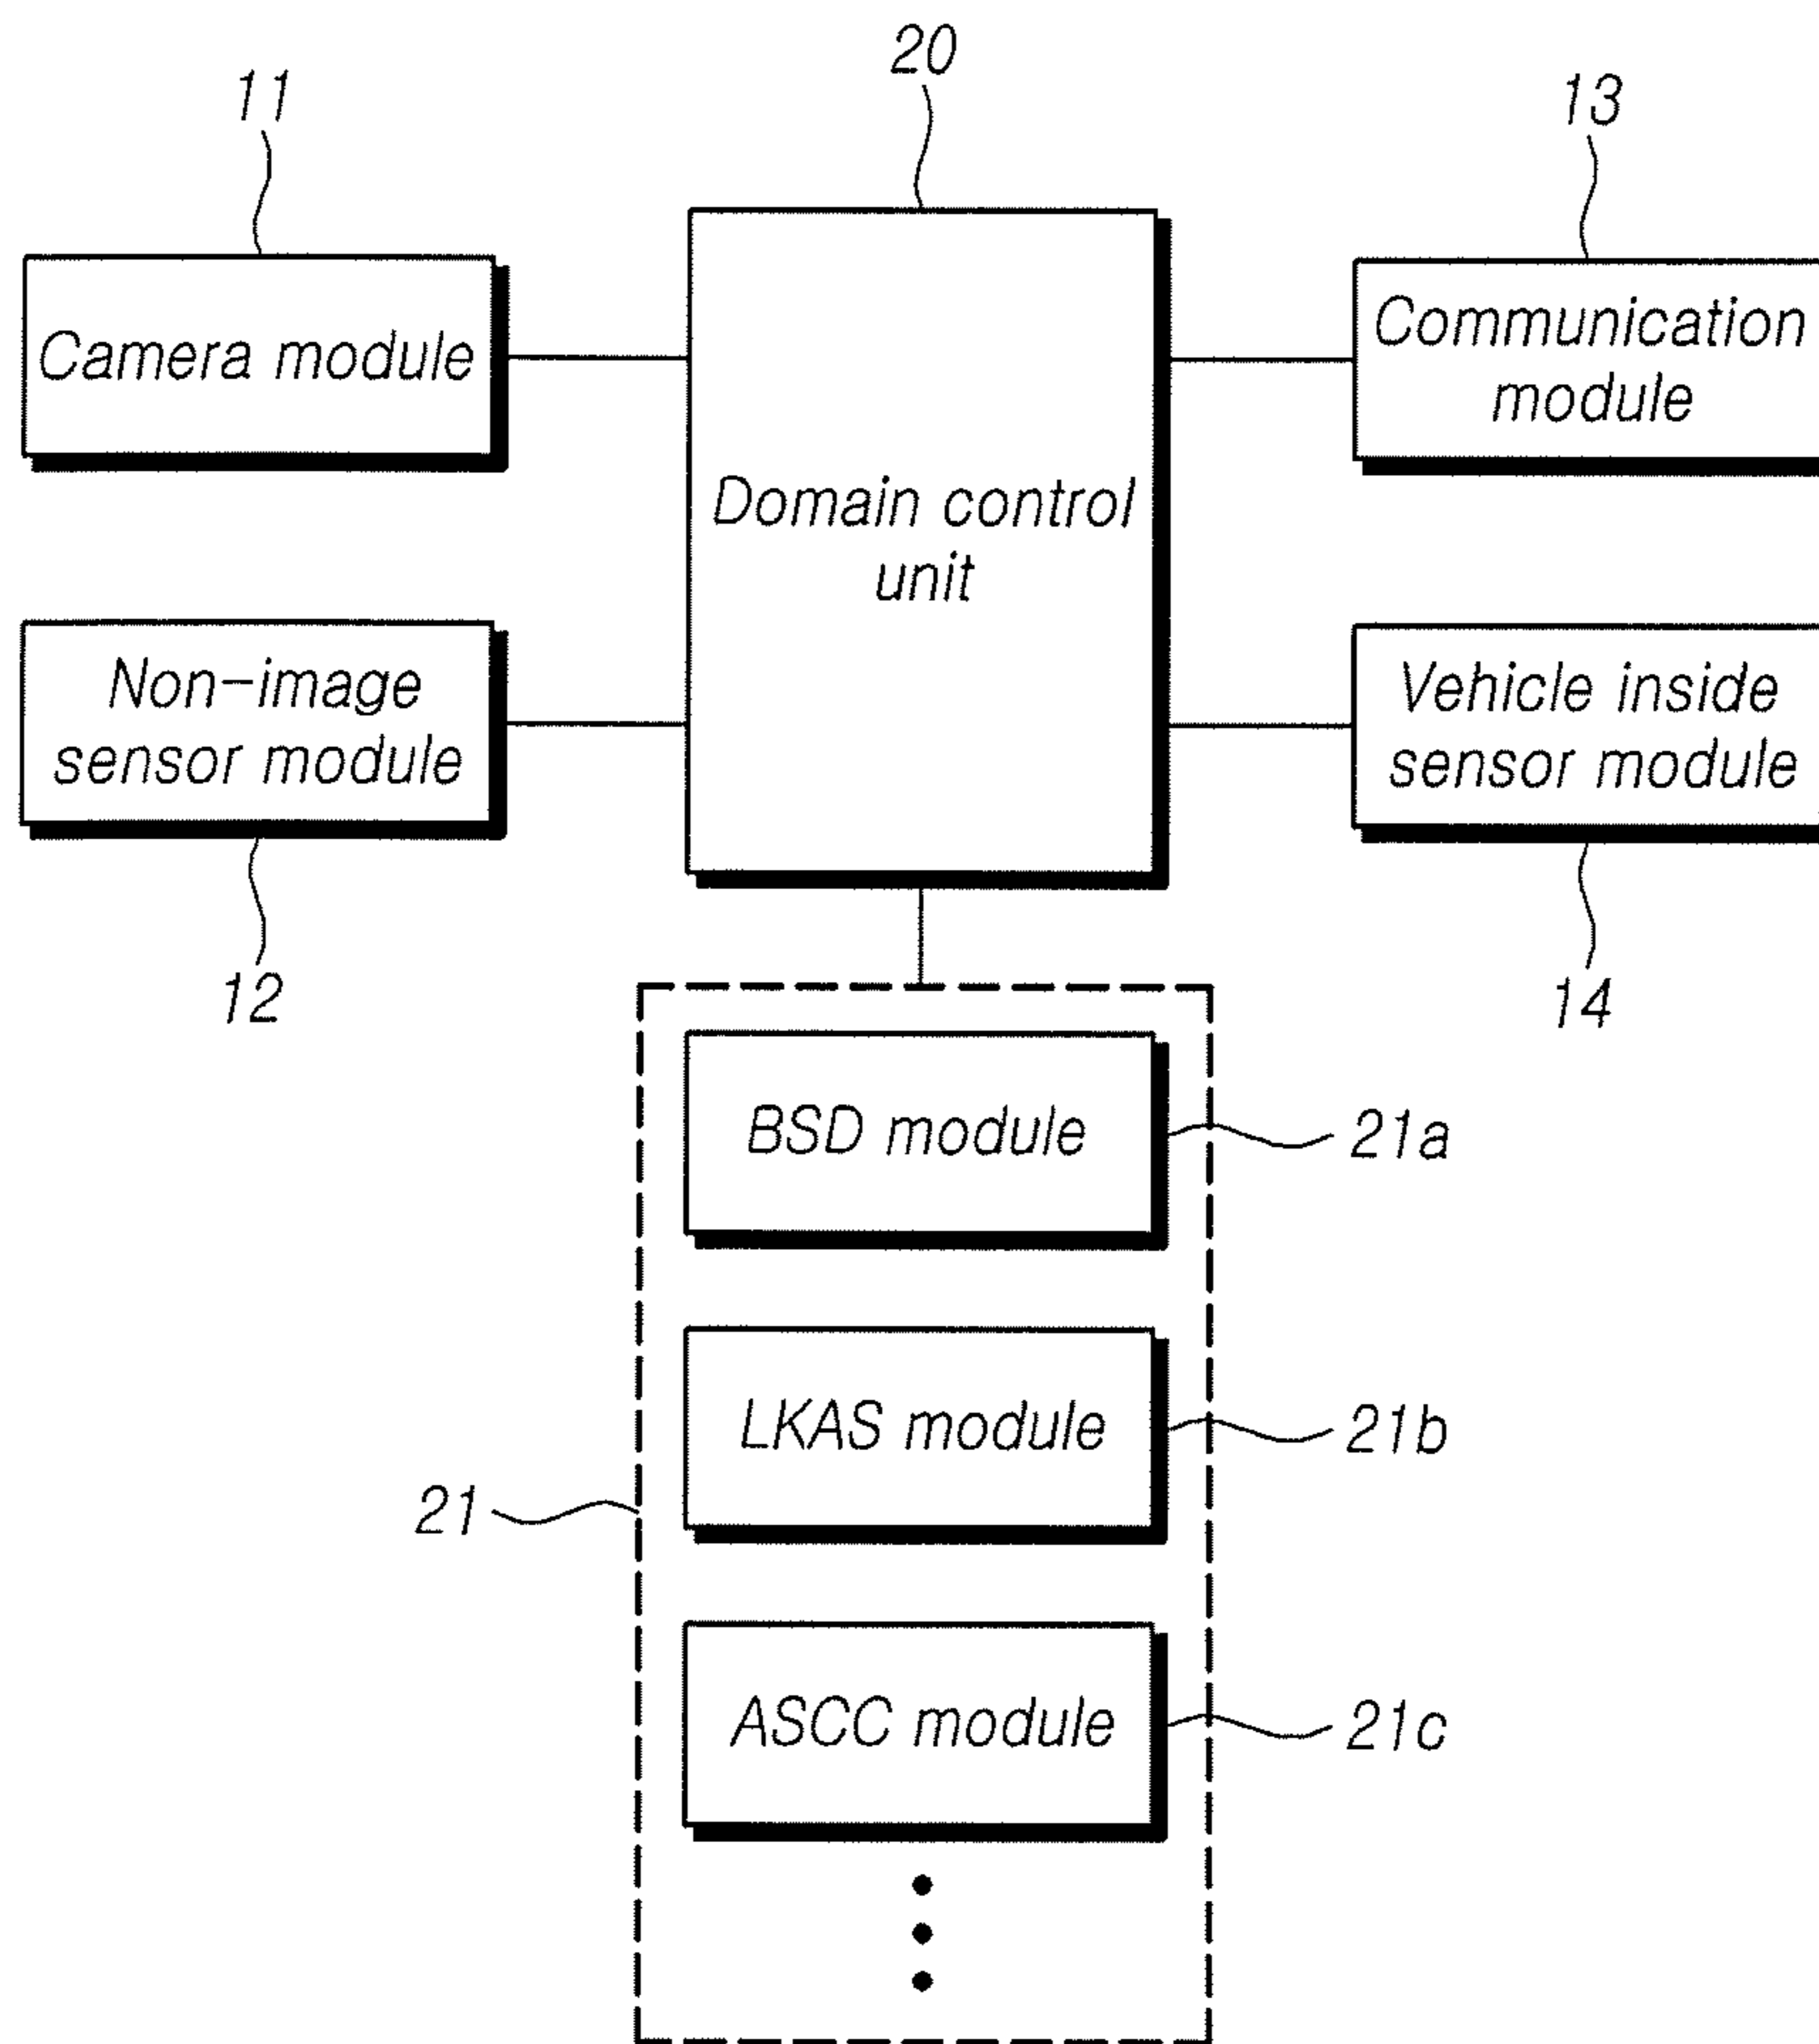 20
11
13
Camera module
Communication
module
Domain control
unit
Non-image
sensor module
Vehicle inside
sensor module
12
14
BSD module
21a
LKAS module
21b
21
ASCC module
21c